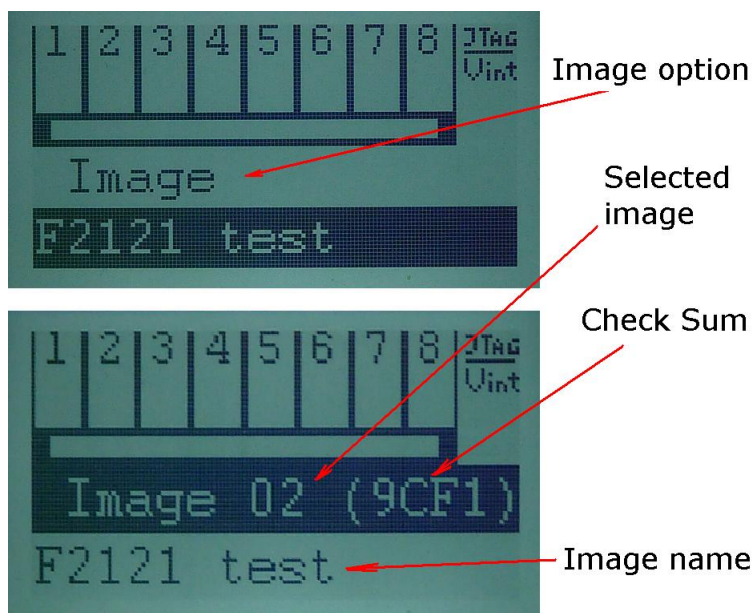 1 2 3 4 5 6 7 8 JTAG
Vint
Image option
Image
Selected
image
F2121 test
Check Sum
1 2 3 4 5 6 7 8 JTAG
Vint
Image 02 (9CF1)
F2121 test
Image name